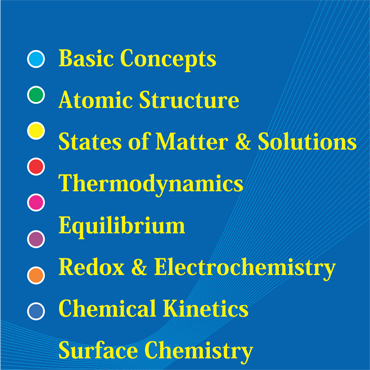 Basic Concepts
Atomic Structure
States of Matter & Solutions
Thermodynamics
Equilibrium
Redox & Electrochemistry
Chemical Kinetics
Surface Chemistry